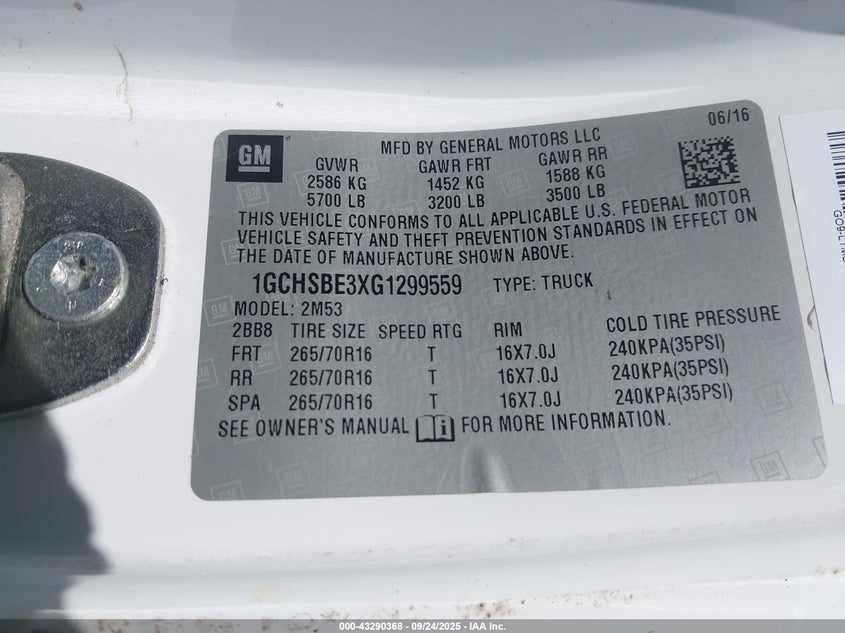 06/16
GM
MFD BY GENERAL MOTORS LLC
GVWR GAWR FRT GAWR RR
2586 KG 1452 KG 1588 KG
5700 LB 3200 LB 3500 LB
THIS VEHICLE CONFORMS TO ALL APPLICABLE U.S. FEDERAL MOTOR
VEHICLE SAFETY AND THEFT PREVENTION STANDARDS IN EFFECT ON
THE DATE OF MANUFACTURE SHOWN ABOVE.
1GCHSBE3XG1299559 TYPE: TRUCK
MODEL: 2M53
2BB8 TIRE SIZE SPEED RTG RIM COLD TIRE PRESSURE
FRT 265/70R16 T 16X7.0J 240KPA(35PSI)
RR 265/70R16 T 16X7.0J 240KPA(35PSI)
SPA 265/70R16 T 16X7.0J 240KPA(35PSI)
SEE OWNER'S MANUAL FOR MORE INFORMATION.
000-43290368 - 09/24/2025 - IAA Inc.